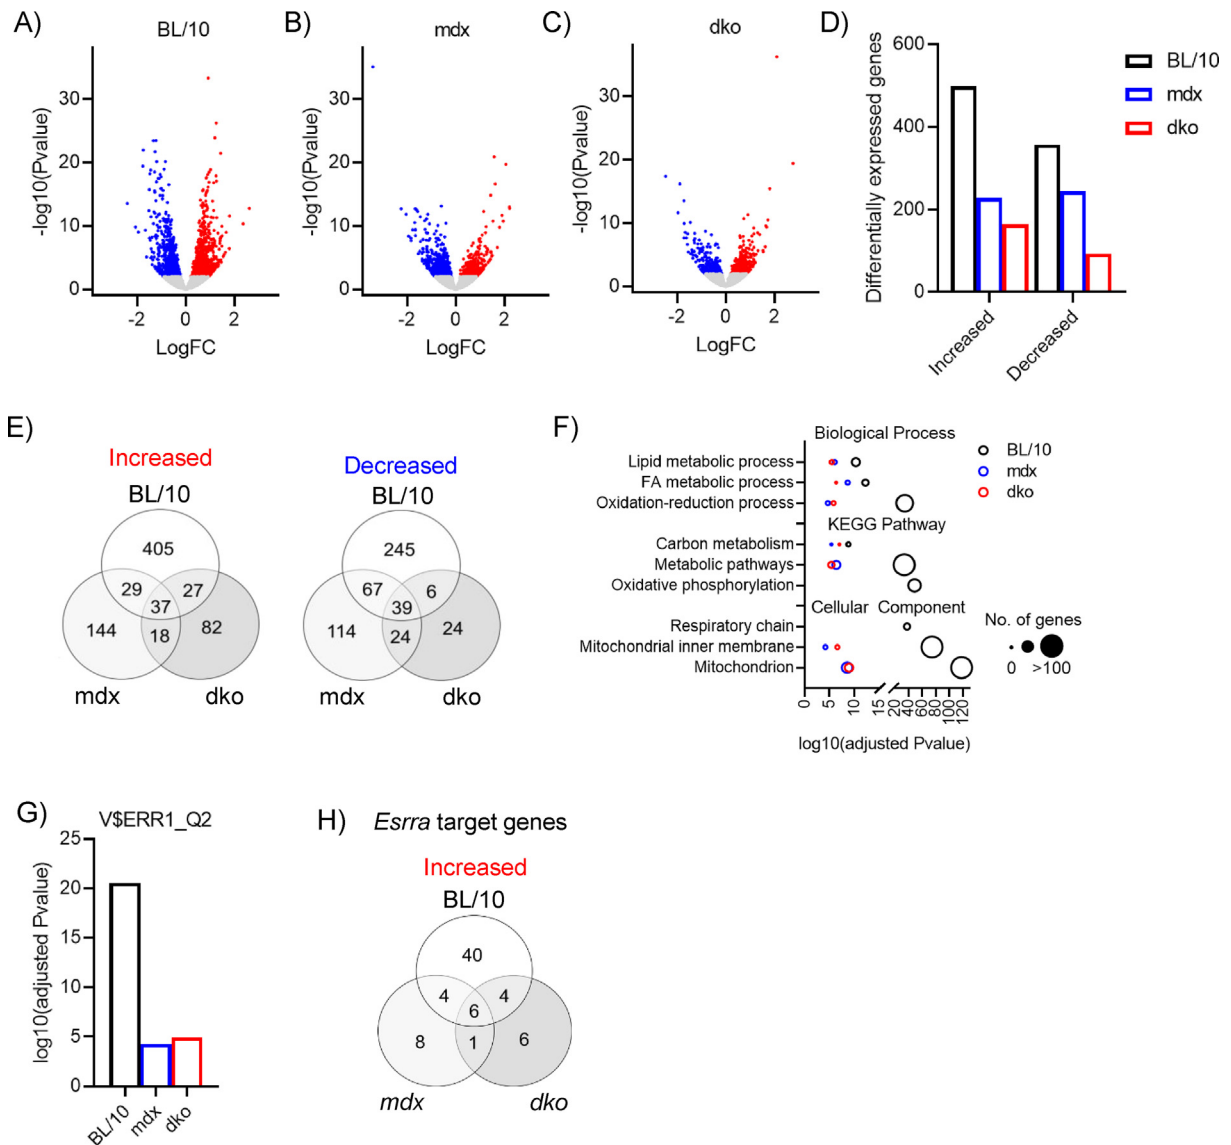 A)
BL/10
-log10(Pvalue)
30
20
10
0
-2
0
2
LogFC
B)
mdx
-log10(Pvalue)
30
20
10
0
-2
0
2
LogFC
C)
dko
-log10(Pvalue)
30
20
10
0
-2
0
2
LogFC
D)
Differentially expressed genes
600
400
200
0
Increased
Decreased
BL/10
mdx
dko
E)
Increased
BL/10
405
29
27
37
144
18
82
mdx
dko
Decreased
BL/10
245
67
6
39
114
24
24
mdx
dko
F)
Biological Process
Lipid metabolic process
FA metabolic process
Oxidation-reduction process
KEGG Pathway
Carbon metabolism
Metabolic pathways
Oxidative phosphorylation
Cellular Component
Respiratory chain
Mitochondrial inner membrane
Mitochondrion
0
5
10
15
20
40
60
80
100
120
log10(adjusted Pvalue)
BL/10
mdx
dko
No. of genes
0 >100
G)
V$ERR1_Q2
log10(adjusted Pvalue)
25
20
15
10
5
0
BL/10
mdx
dko
H)
Esrra target genes
Increased
BL/10
40
4
4
6
8
1
6
mdx
dko